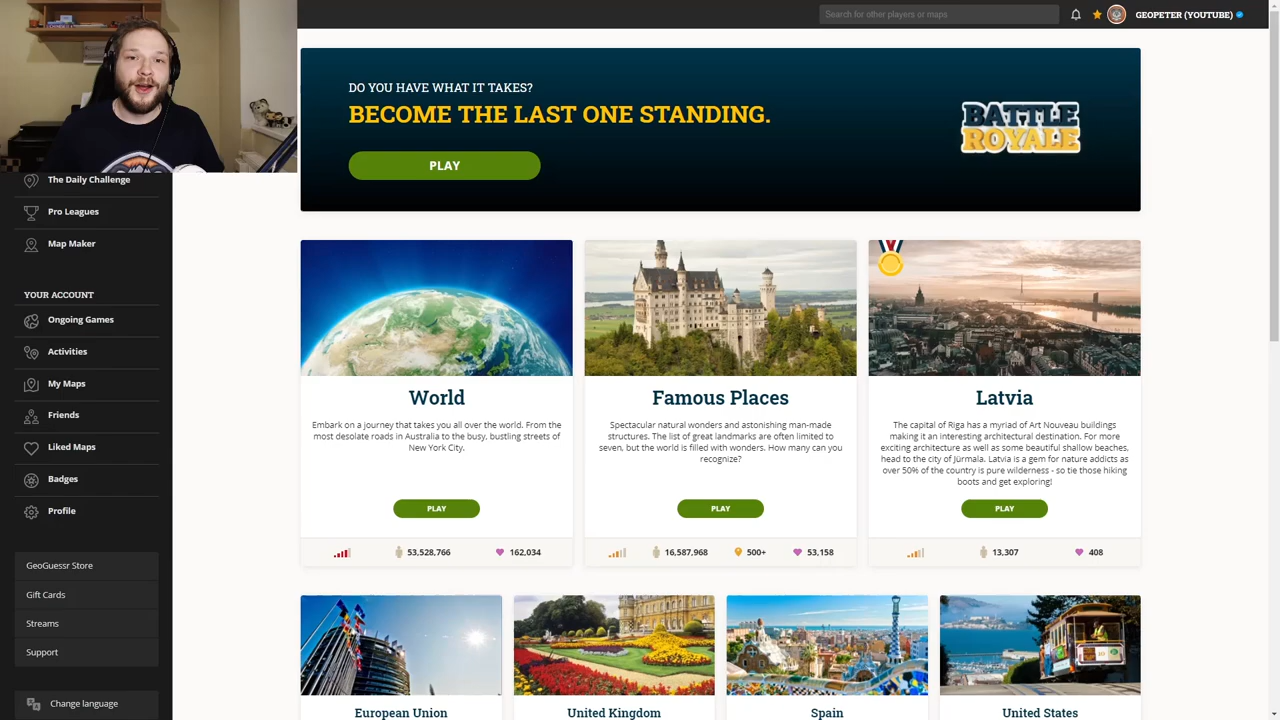 Search for other players or maps
GEOPETER (YOUTUBE)
DO YOU HAVE WHAT IT TAKES?
BECOME THE LAST ONE STANDING.
PLAY
BATTLE
ROYALE
The Daily Challenge
Pro Leagues
Map Maker
YOUR ACCOUNT
Ongoing Games
Activities
My Maps
Friends
Liked Maps
Badges
Profile
GeoGuessr Store
Gift Cards
Streams
Support
Change language
World
Embark on a journey that takes you all over the world. From the
most desolate roads in Australia to the busy, bustling streets of
New York City.
PLAY
53,528,766
162,034
Famous Places
Spectacular natural wonders and astonishing man-made
structures. The list of great landmarks are often limited to
seven, but the world is filled with wonders. How many can you
recognize?
PLAY
16,587,968
500+
53,158
Latvia
The capital of Riga has a myriad of Art Nouveau buildings
making it an interesting architectural destination. For more
exciting architecture as well as some beautiful shallow beaches,
head to the city of Jūrmala. Latvia is a gem for nature addicts as
over 50% of the country is pure wilderness - so tie those hiking
boots and get exploring!
PLAY
13,307
408
European Union
United Kingdom
Spain
United States